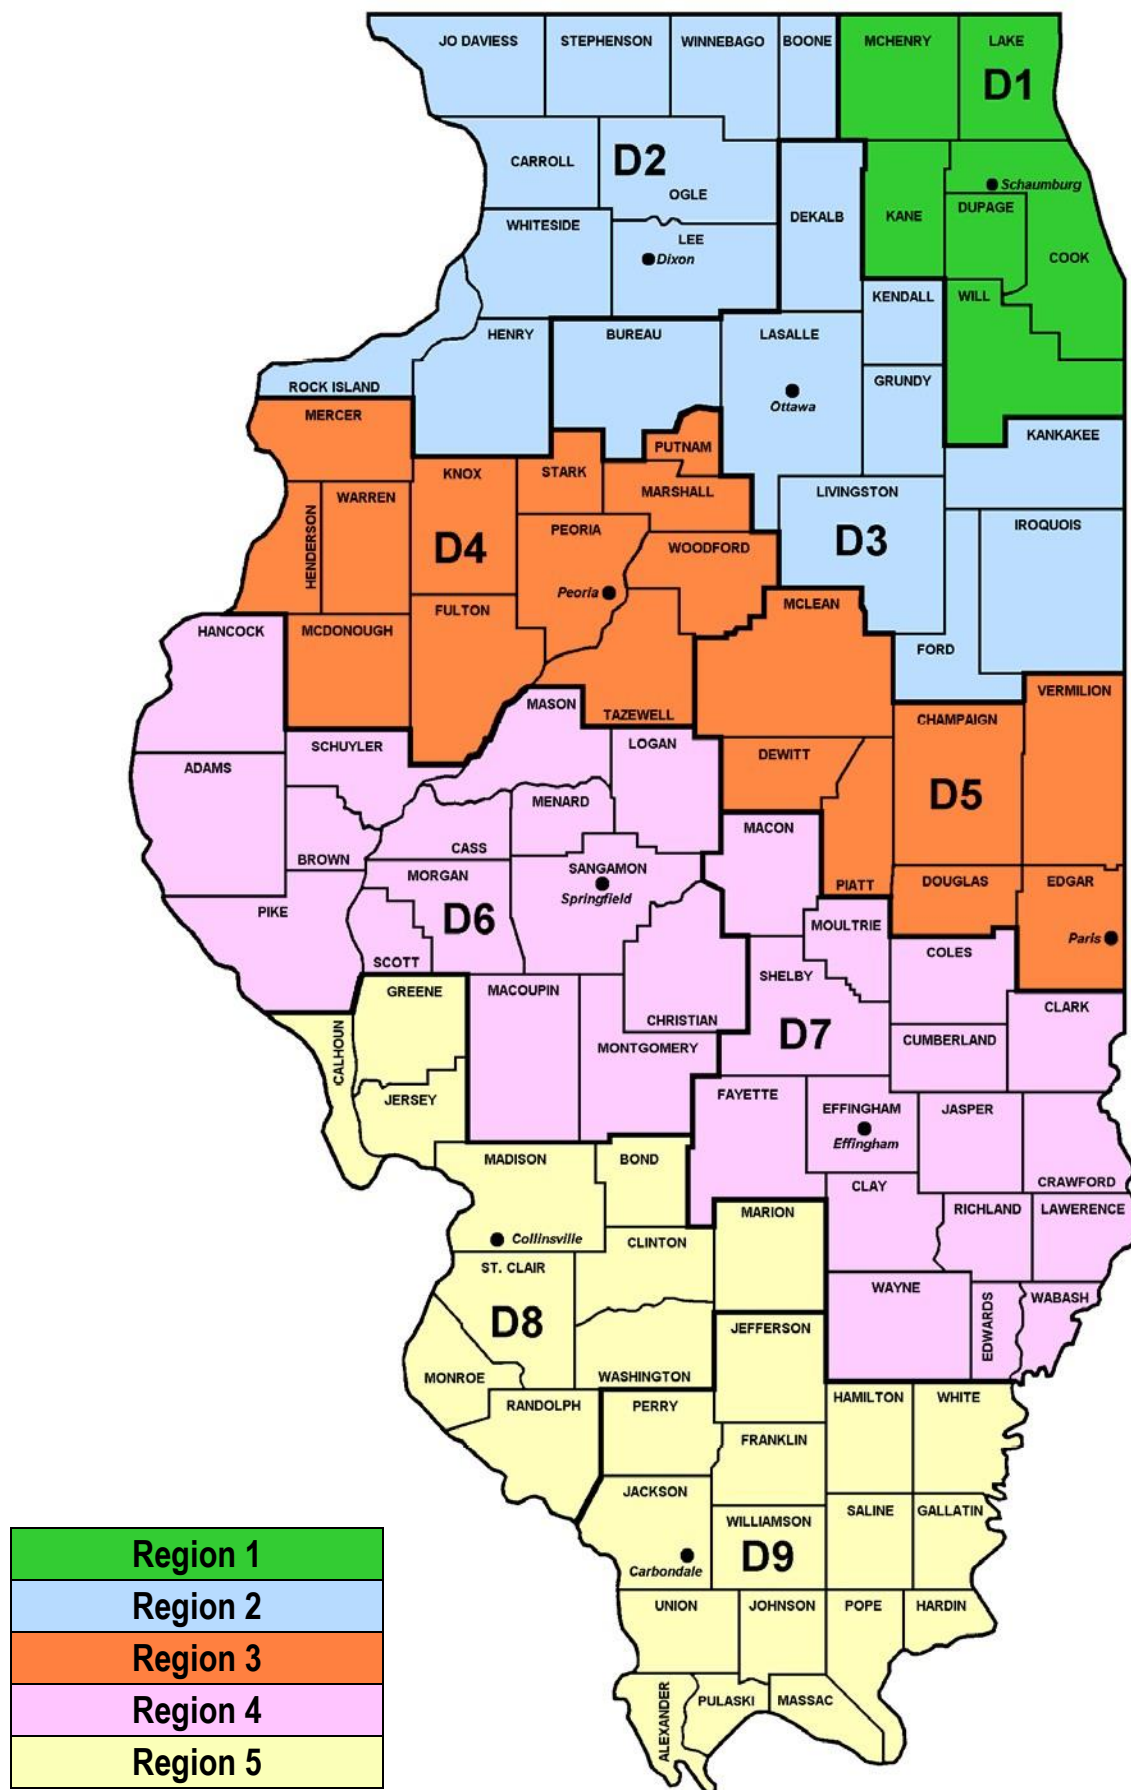 JO DAVIESS
STEPHENSON
WINNEBAGO
BOONE
MCHENRY
LAKE
D1
CARROLL
D2
OGLE
DEKALB
KANE
Schaumburg
DUPAGE
COOK
WHITESIDE
LEE
Dixon
KENDALL
WILL
HENRY
BUREAU
LASALLE
ROCK ISLAND
GRUNDY
Ottawa
MERCER
KANKAKEE
PUTNAM
KNOX
STARK
MARSHALL
LIVINGSTON
WARREN
HENDERSON
D4
PEORIA
WOODFORD
D3
IROQUOIS
Peoria
MCLEAN
FULTON
HANCOCK
MCDONOUGH
FORD
VERMILION
MASON
TAZEWELL
CHAMPAIGN
SCHUYLER
LOGAN
DEWITT
ADAMS
MENARD
D5
MACON
BROWN
CASS
MORGAN
SANGAMON
Springfield
PIATT
DOUGLAS
EDGAR
PIKE
D6
MOULTRIE
Paris
COLES
SCOTT
SHELBY
GREENE
MACOUPIN
CLARK
CHRISTIAN
D7
CUMBERLAND
CALHOUN
MONTGOMERY
JERSEY
FAYETTE
EFFINGHAM
Effingham
JASPER
MADISON
BOND
CLAY
CRAWFORD
MARION
RICHLAND
LAWERENCE
Collinsville
CLINTON
ST. CLAIR
WAYNE
EDWARDS
WABASH
D8
JEFFERSON
MONROE
WASHINGTON
RANDOLPH
PERRY
HAMILTON
WHITE
FRANKLIN
JACKSON
WILLIAMSON
SALINE
GALLATIN
D9
Carbondale
UNION
JOHNSON
POPE
HARDIN
ALEXANDER
PULASKI
MASSAC
Region 1
Region 2
Region 3
Region 4
Region 5